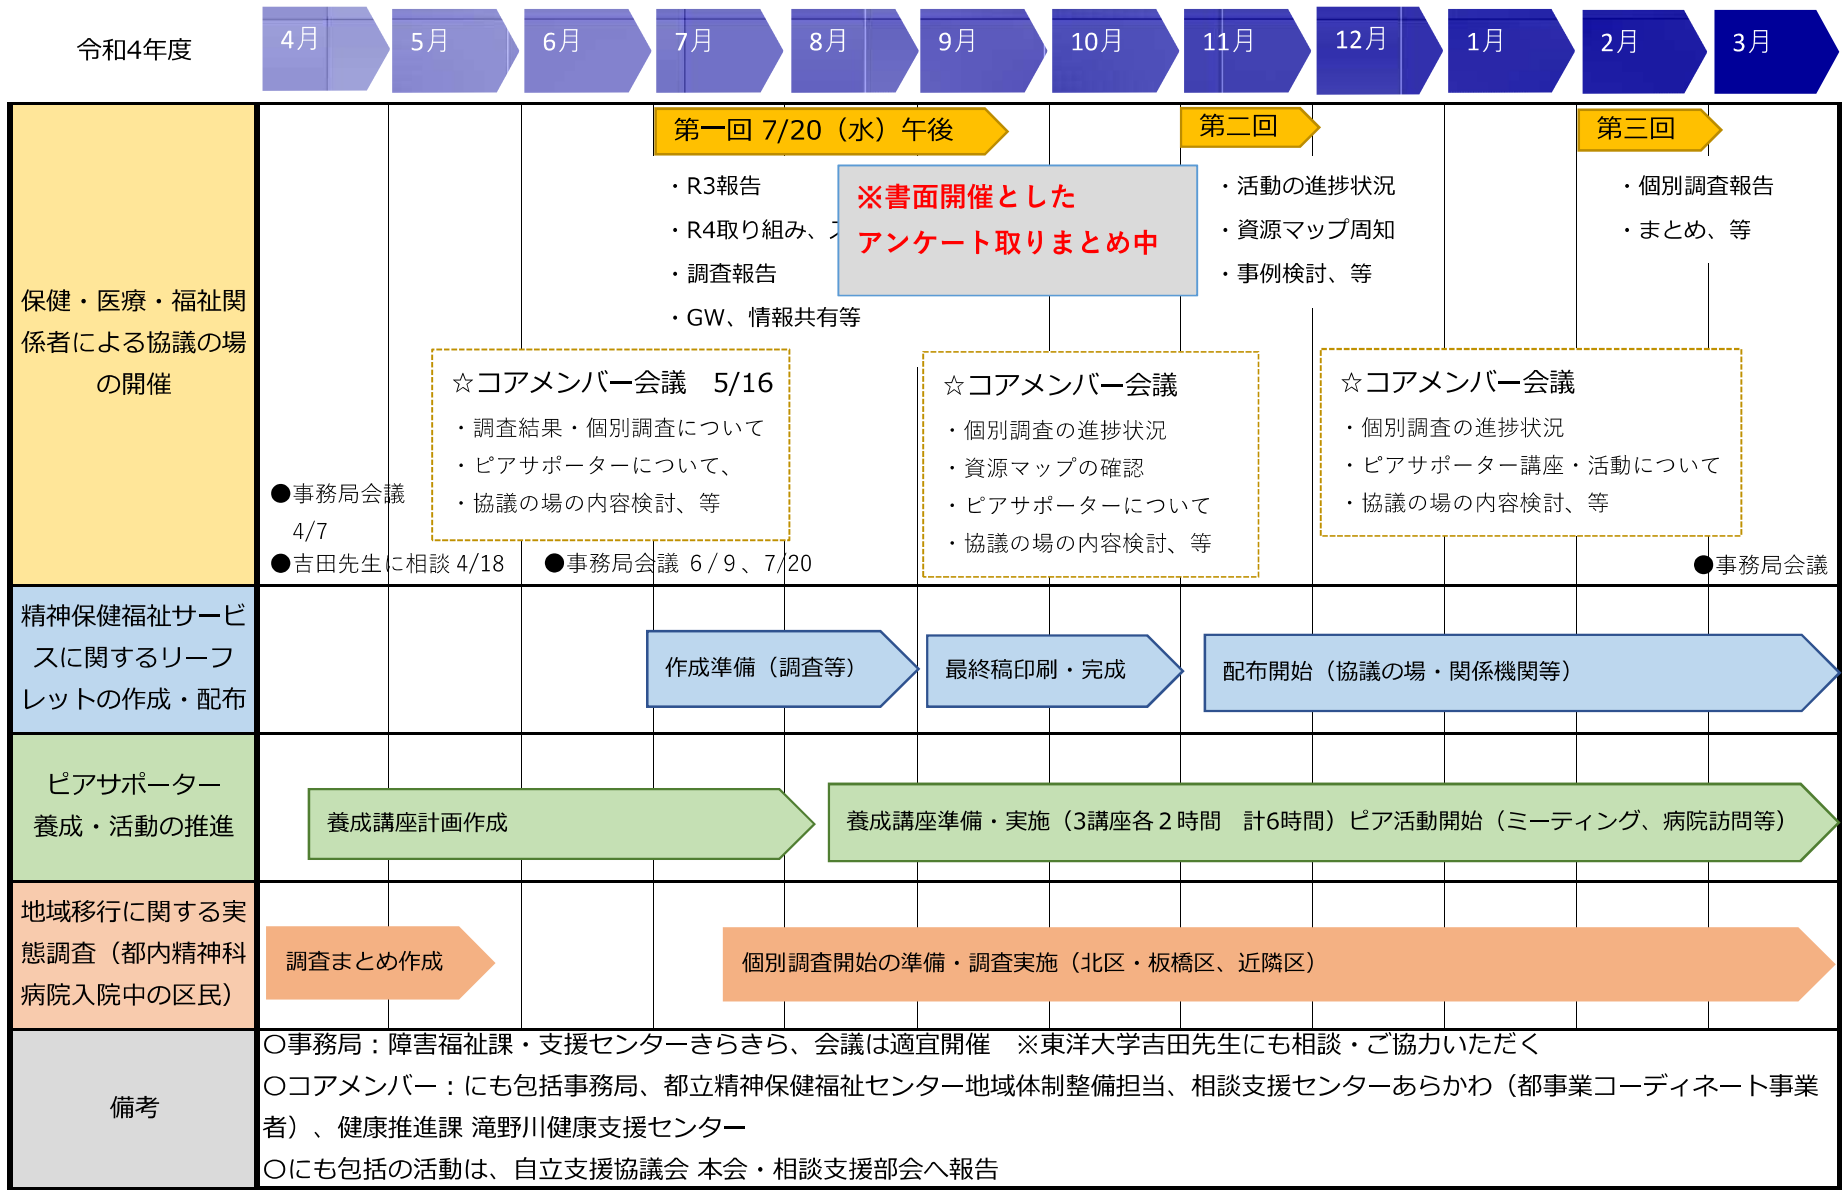 令和4年度
4月
5月
6月
7月
8月
9月
10月
11月
12月
1月
2月
3月
保健・医療・福祉関
係者による協議の場
の開催
第一回 7/20（水）午後
・R3報告
・R4取り組み、
・調査報告
・GW、情報共有等
※書面開催とした
アンケート取りまとめ中
第二回
・活動の進捗状況
・資源マップ周知
・事例検討、等
第三回
・個別調査報告
・まとめ、等
☆コアメンバー会議　5/16
・調査結果・個別調査について
・ピアサポーターについて、
・協議の場の内容検討、等
☆コアメンバー会議
・個別調査の進捗状況
・資源マップの確認
・ピアサポーターについて
・協議の場の内容検討、等
☆コアメンバー会議
・個別調査の進捗状況
・ピアサポーター講座・活動について
・協議の場の内容検討、等
●事務局会議
4/7
●吉田先生に相談 4/18
●事務局会議 ６/９、7/20
●事務局会議
精神保健福祉サービ
スに関するリーフ
レットの作成・配布
作成準備（調査等）
最終稿印刷・完成
配布開始（協議の場・関係機関等）
ピアサポーター
養成・活動の推進
養成講座計画作成
養成講座準備・実施（3講座各２時間　計6時間）ピア活動開始（ミーティング、病院訪問等）
地域移行に関する実
態調査（都内精神科
病院入院中の区民）
調査まとめ作成
個別調査開始の準備・調査実施（北区・板橋区、近隣区）
備考
〇事務局：障害福祉課・支援センターきらきら、会議は適宜開催　※東洋大学吉田先生にも相談・ご協力いただく
〇コアメンバー：にも包括事務局、都立精神保健福祉センター地域体制整備担当、相談支援センターあらかわ（都事業コーディネート事業
者）、健康推進課 滝野川健康支援センター
〇にも包括の活動は、自立支援協議会 本会・相談支援部会へ報告